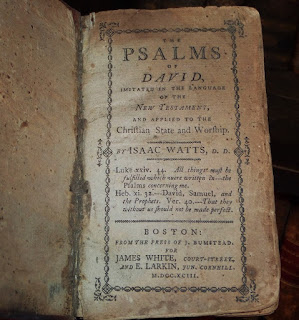 THE
PSALMS
OF
DAVID,
IMITATED IN THE LANGUAGE
OF THE
NEW TESTAMENT,
AND APPLIED TO THE
Christian State and Worship.
BY ISAAC WATTS, D. D.
Luke xxiv. 44. All things must be
fulfilled which were written in—the
Psalms concerning me.
Heb. xi. 32.—David, Samuel, and
the Prophets. Ver. 40.—That they
without us should not be made perfect.
BOSTON:
FROM THE PRESS OF J. BUMSTEAD.
FOR
JAMES WHITE, COURT-STREET,
AND E. LARKIN, JUN. CORNHILL.
M.DCC.XCIII.